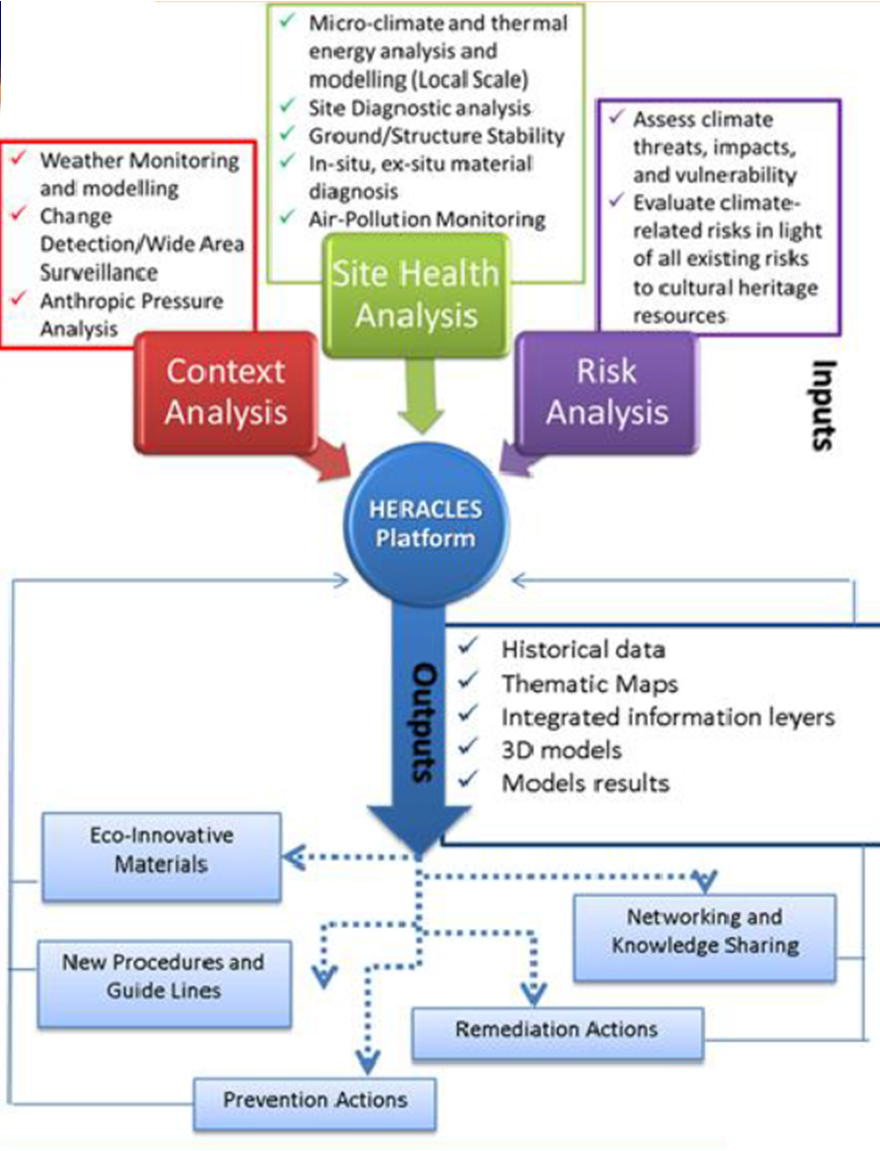 Micro-climate and thermal
energy analysis and
modelling (Local Scale)
Site Diagnostic analysis
Ground/Structure Stability
In-situ, ex-situ material
diagnosis
Air-Pollution Monitoring
Weather Monitoring
and modelling
Change
Detection/Wide Area
Surveillance
Anthropic Pressure
Analysis
Assess climate
threats, impacts,
and vulnerability
Evaluate climate-
related risks in light
of all existing risks
to cultural heritage
resources
Site Health
Analysis
Context
Analysis
Risk
Analysis
Inputs
HERACLES
Platform
Outputs
Historical data
Thematic Maps
Integrated information leyers
3D models
Models results
Eco-Innovative
Materials
Networking and
Knowledge Sharing
New Procedures and
Guide Lines
Remediation Actions
Prevention Actions